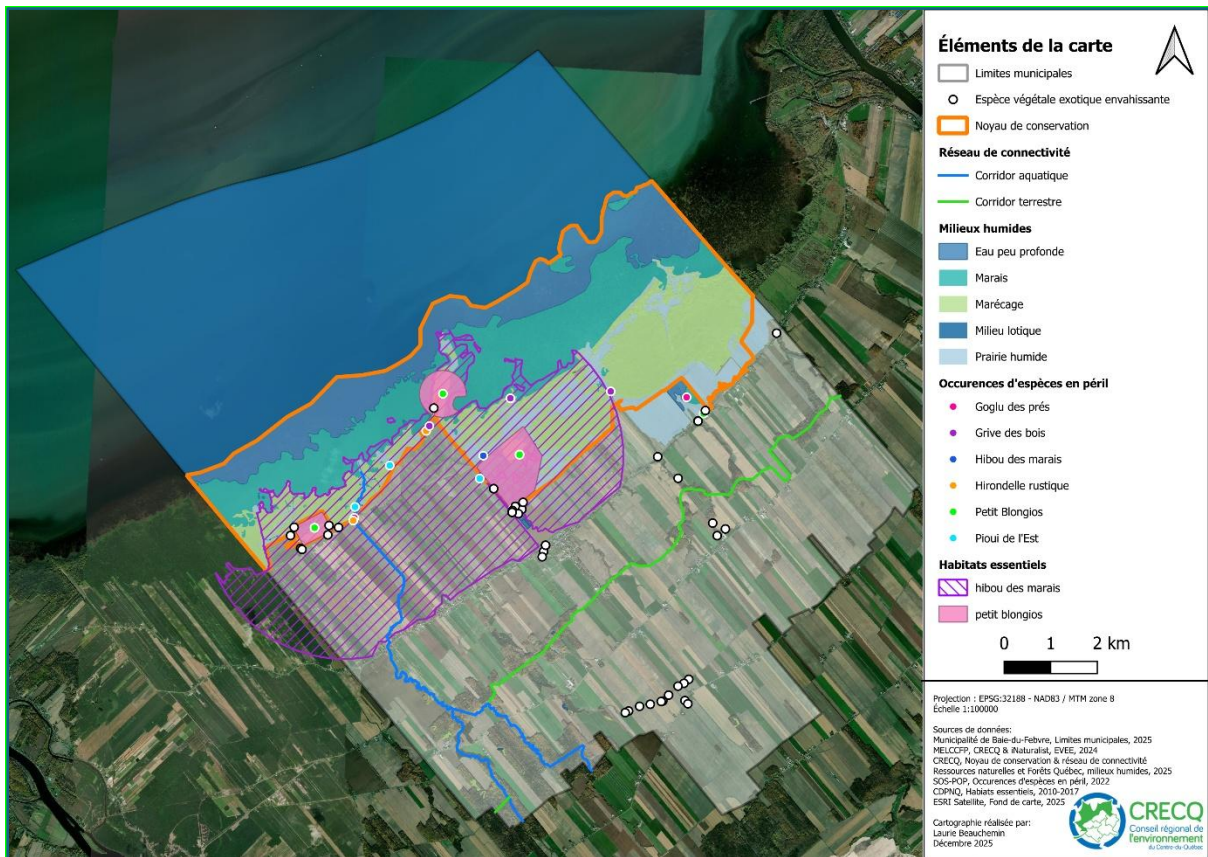 Éléments de la carte
Limites municipales
Espèce végétale exotique envahissante
Noyau de conservation
Réseau de connectivité
Corridor aquatique
Corridor terrestre
Milieux humides
Eau peu profonde
Marais
Marécage
Milieu lotique
Prairie humide
Occurences d'espèces en péril
Goglu des prés
Grive des bois
Hibou des marais
Hirondelle rustique
Petit Blongios
Pioui de l'Est
Habitats essentiels
hibou des marais
petit blongios
0 1 2 km
Projection : EPSG:32188 - NAD83 / MTM zone 8
Échelle 1:100000
Sources de données:
Municipalité de Baie-du-Febvre, Limites municipales, 2025
MELCCFP, CRECQ & iNaturalist, EVEE, 2024
CRECQ, Noyau de conservation & réseau de connectivité
Ressources naturelles et Forêts Québec, milieux humides, 2025
SOS-POP, Occurences d'espèces en péril, 2022
CDPNQ, Habiats essentiels, 2010-2017
ESRI Satellite, Fond de carte, 2025
Cartographie réalisée par:
Laurie Beauchemin
Décembre 2025
CRECQ
Conseil régional de
l'environnement
du Centre-du-Québec